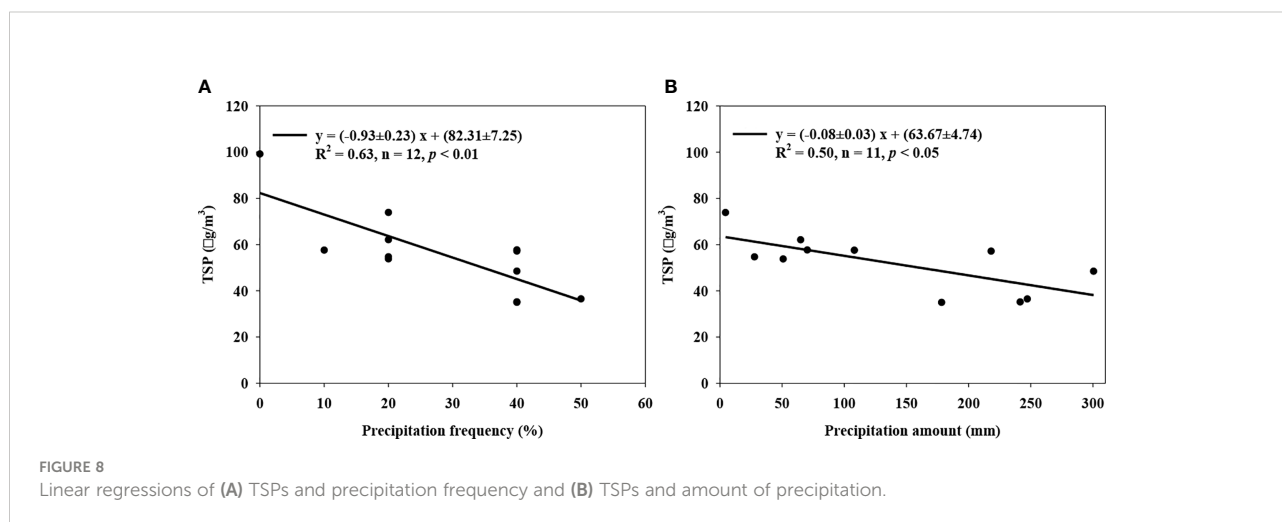 A
120
100
80
60
40
20
0
TSP (□g/m³)
y = (-0.93±0.23) x + (82.31±7.25)
R² = 0.63, n = 12, p < 0.01
0 10 20 30 40 50 60
Precipitation frequency (%)
B
120
100
80
60
40
20
0
TSP (□g/m³)
y = (-0.08±0.03) x + (63.67±4.74)
R² = 0.50, n = 11, p < 0.05
0 50 100 150 200 250 300
Precipitation amount (mm)
FIGURE 8
Linear regressions of (A) TSPs and precipitation frequency and (B) TSPs and amount of precipitation.